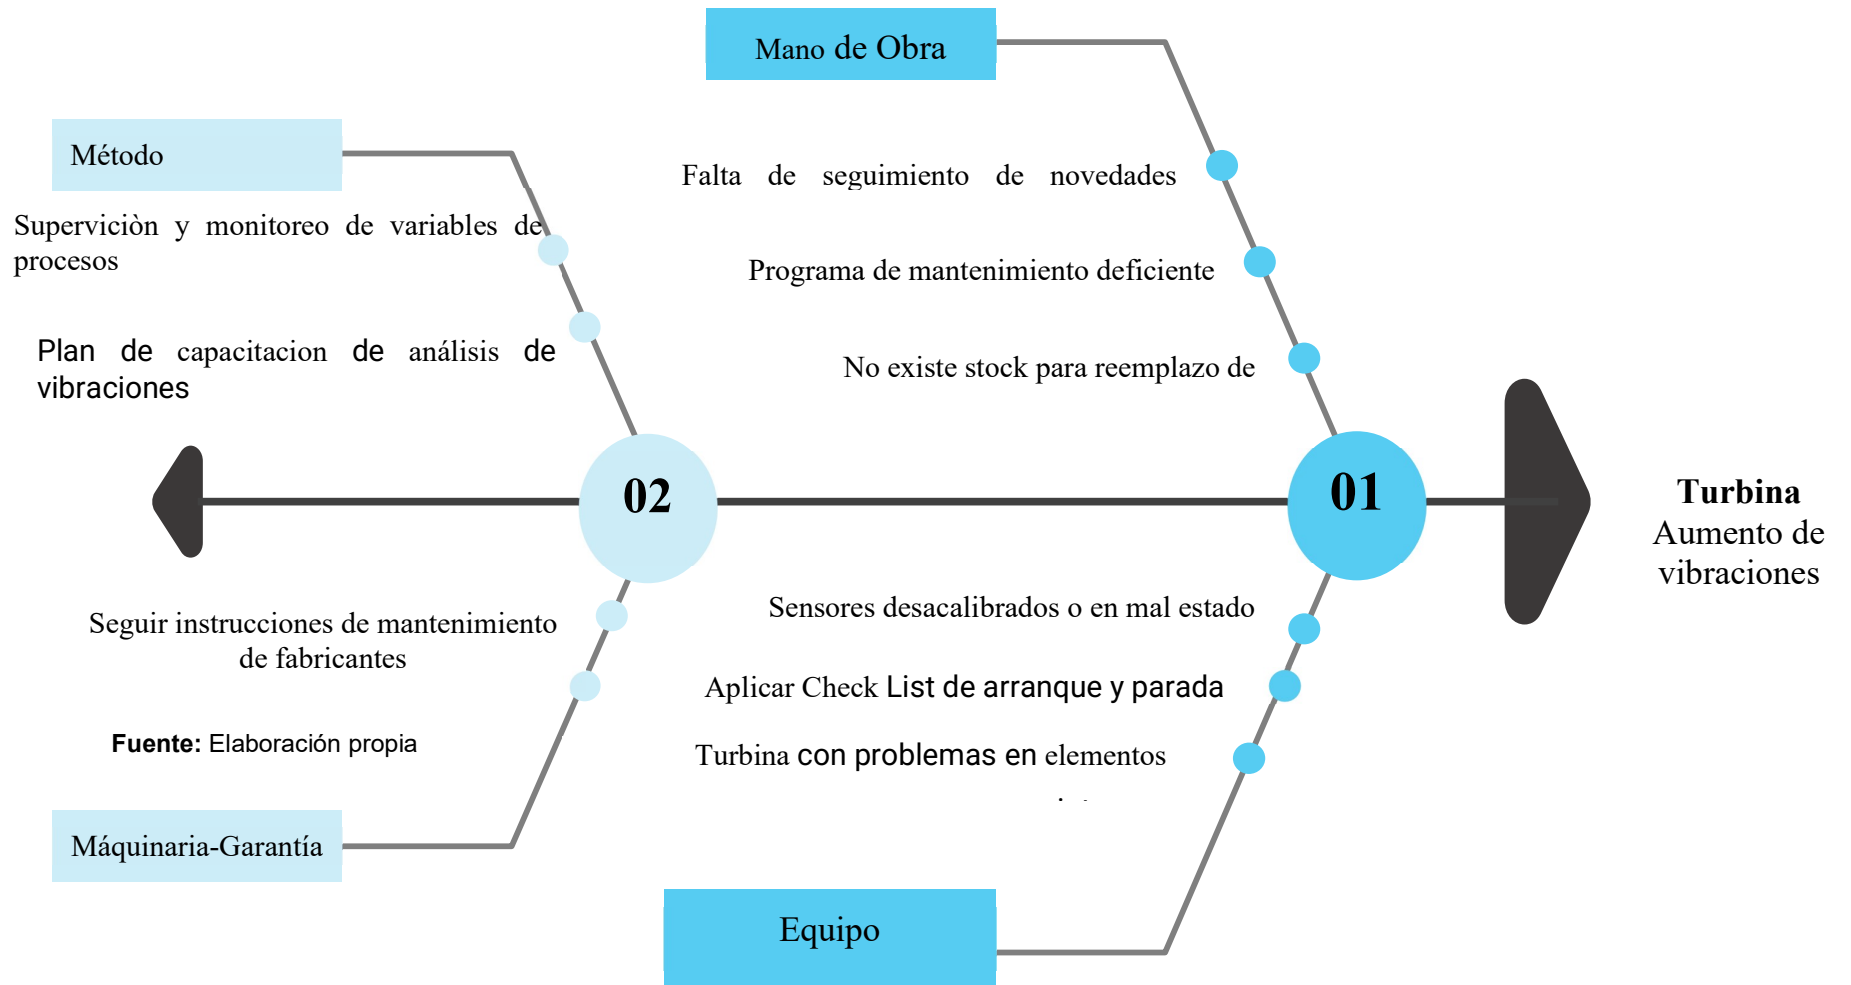 Mano de Obra
Método
Falta de seguimiento de novedades
Superviciòn y monitoreo de variables de
procesos
Programa de mantenimiento deficiente
Plan de capacitacion de análisis de
vibraciones
No existe stock para reemplazo de
02
01
Turbina
Aumento de
vibraciones
Seguir instrucciones de mantenimiento
de fabricantes
Sensores desacalibrados o en mal estado
Aplicar Check List de arranque y parada
Turbina con problemas en elementos
Fuente: Elaboración propia
Máquinaria-Garantía
Equipo